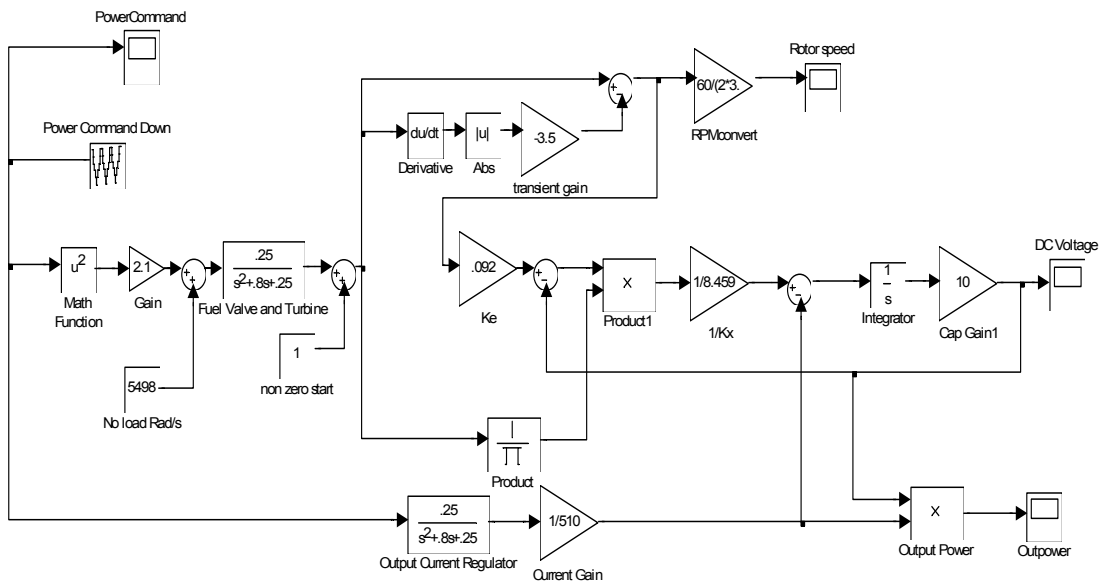 PowerCommand
Rotor speed
+
−
60/(2*3.
RPMconvert
Power Command Down
du/dt
|u|
-3.5
Derivative
Abs
transient gain
DC Voltage
u2
2.1
+
+
.25
s2+.8s+.25
+
+
.092
+
−
X
1/8.459
+
−
1
s
10
Math
Function
Gain
Fuel Valve and Turbine
Ke
Product1
1/Kx
Integrator
Cap Gain1
1
non zero start
5498
No load Rad/s
Product
.25
s2+.8s+.25
1/510
X
Output Current Regulator
Current Gain
Output Power
Outpower